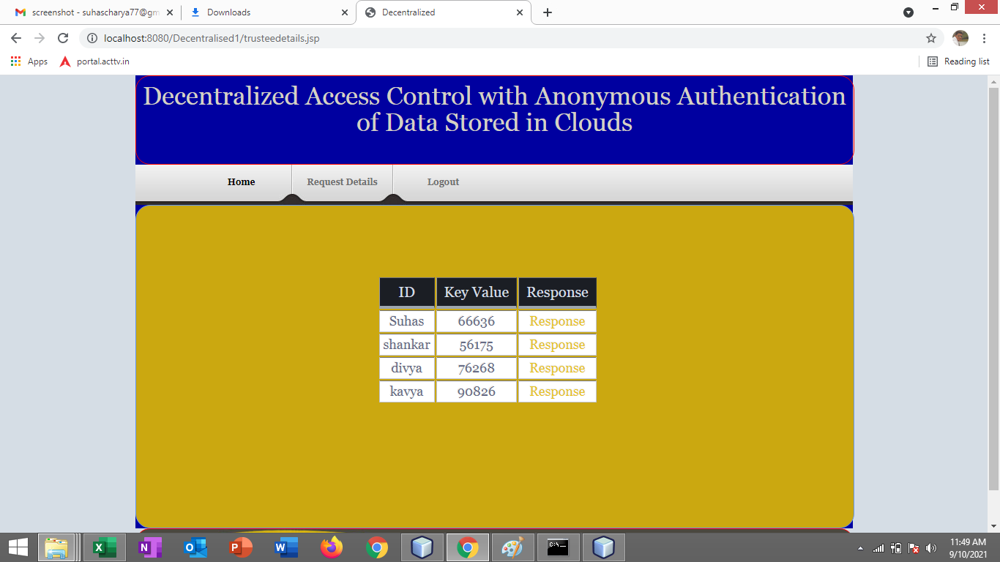 screenshot - suhascharya77@gm
Downloads
Decentralized
localhost:8080/Decentralised1/trusteedetails.jsp
Apps
portal.acttv.in
Reading list
Decentralized Access Control with Anonymous Authentication
of Data Stored in Clouds
Home Request Details Logout
ID Key Value Response
Suhas 66636 Response
shankar 56175 Response
divya 76268 Response
kavya 90826 Response
11:49 AM
9/10/2021